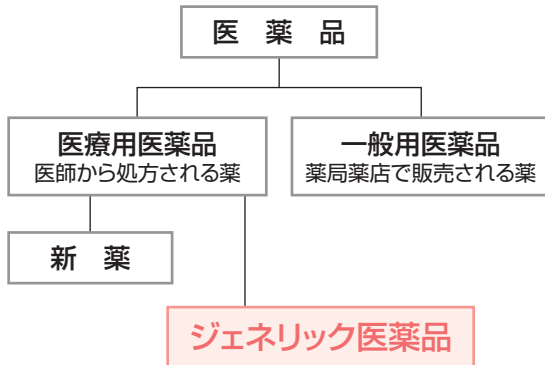 医薬品
医療用医薬品
医師から処方される薬
一般用医薬品
薬局薬店で販売される薬
新薬
ジェネリック医薬品